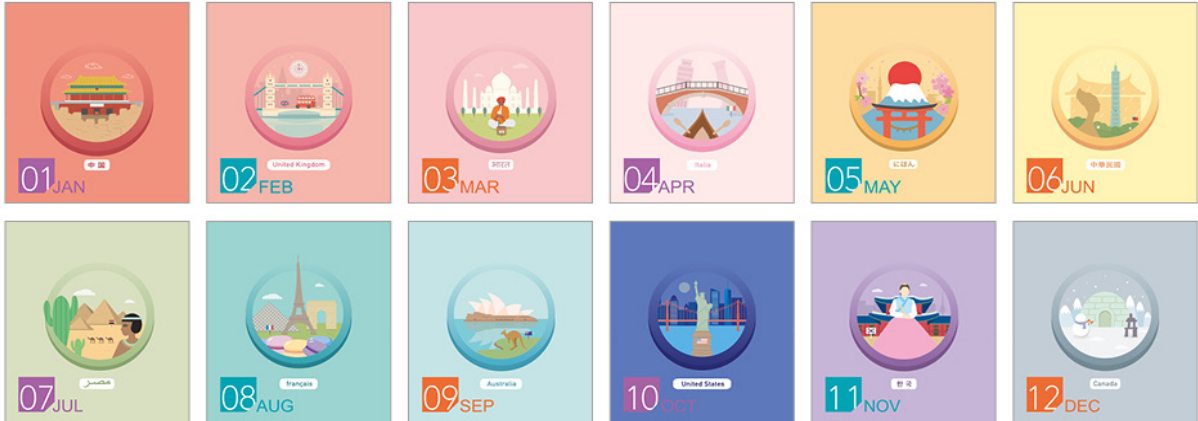 中国
01 JAN
United Kingdom
02 FEB
भारत
03 MAR
Italia
04 APR
にほん
05 MAY
中華民國
06 JUN
مصر
07 JUL
français
08 AUG
Australia
09 SEP
United States
10 OCT
한국
11 NOV
Canada
12 DEC